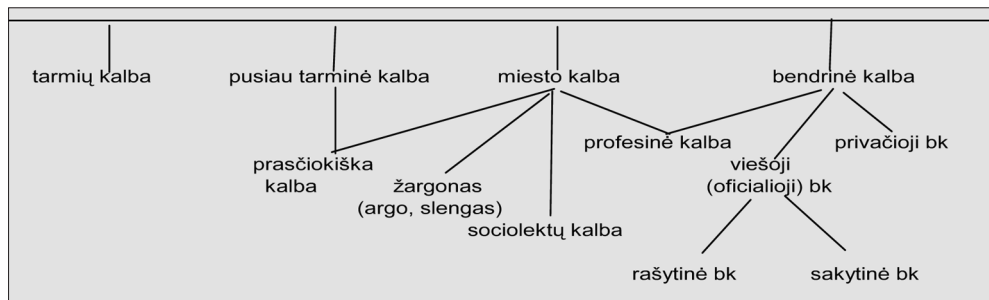 tarmių kalba
pusiau tarminė kalba
miesto kalba
bendrinė kalba
prasčiokiška
kalba
žargonas
(argo, slengas)
sociolektų kalba
profesinė kalba
viešoji
(oficialioji) bk
privačioji bk
rašytinė bk
sakytinė bk